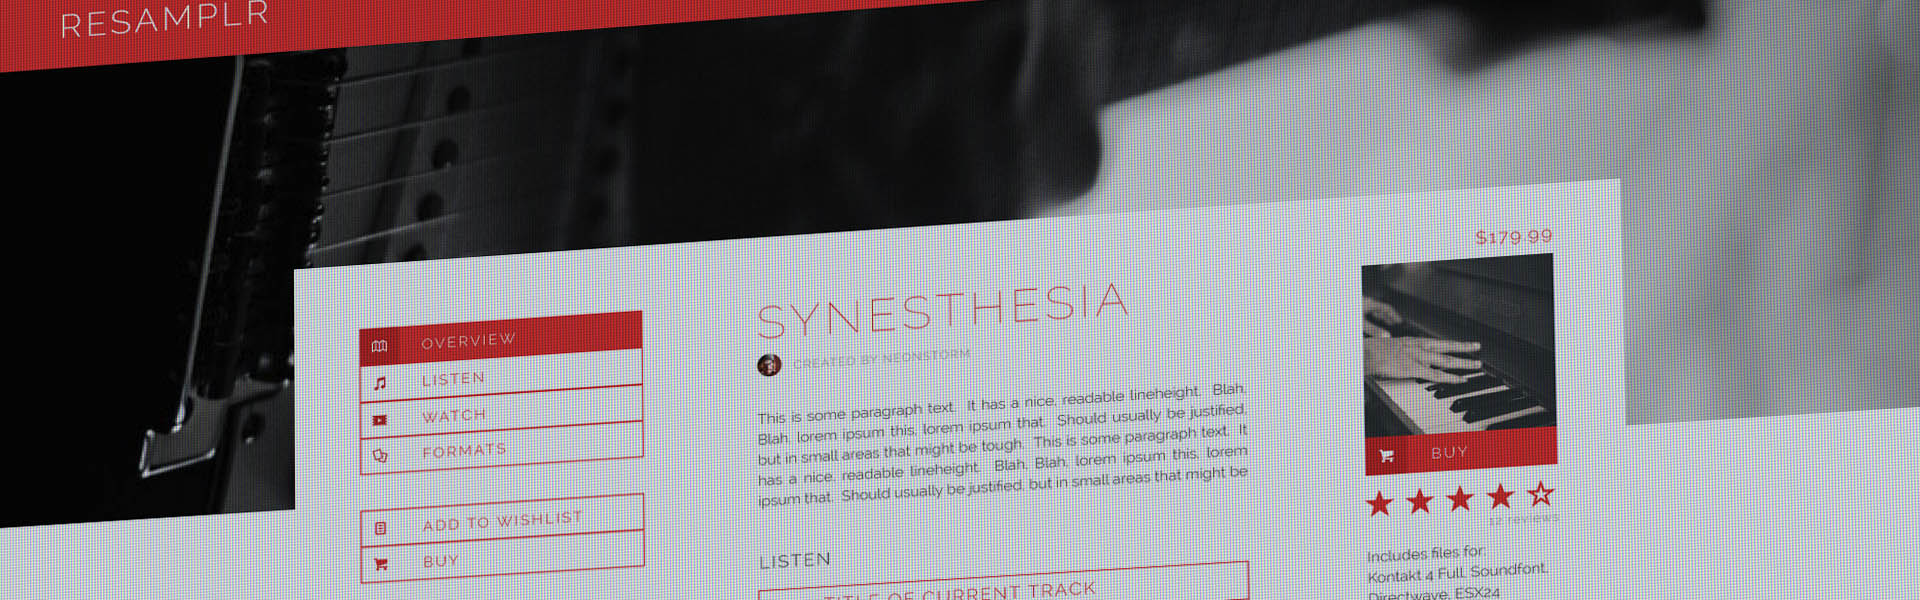 RESAMPLR
OVERVIEW
LISTEN
WATCH
FORMATS
ADD TO WISHLIST
BUY
SYNESTHESIA
CREATED BY NEONSTORM
This is some paragraph text. It has a nice, readable lineheight. Blah,
Blah, lorem ipsum this, lorem ipsum that. Should usually be justified,
but in small areas that might be tough. This is some paragraph text. It
has a nice, readable lineheight. Blah, Blah, lorem ipsum this, lorem
ipsum that. Should usually be justified, but in small areas that might be
LISTEN
TITLE OF CURRENT TRACK
$179.99
BUY
12 reviews
Includes files for:
Kontakt 4 Full, Soundfont,
Directwave, ESX24